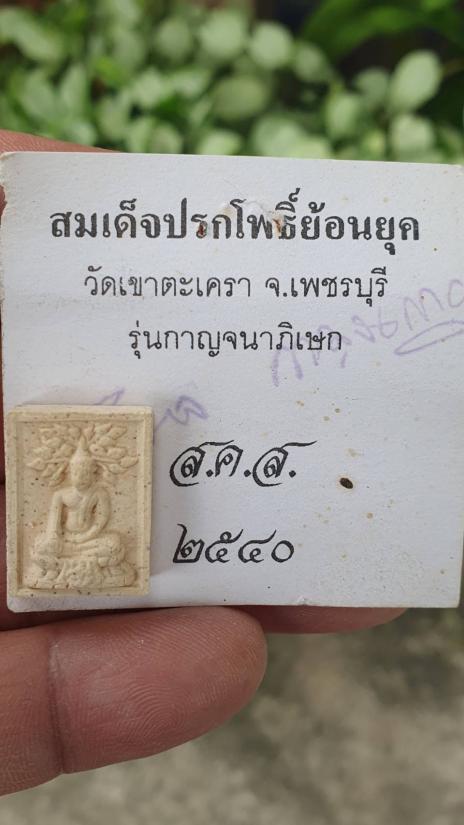 สมเด็จปรกโพธิ์ย้อนยุค
วัดเขาตะเครา จ.เพชรบุรี
รุ่นกาญจนาภิเษก
ส.ค.ส.
๒๕๔๐